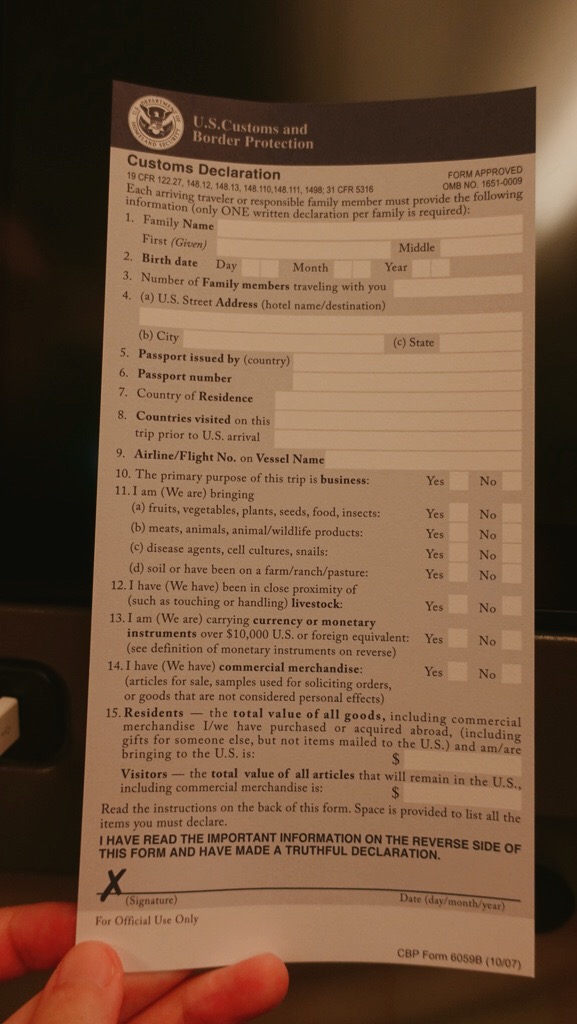 U.S. Customs and
Border Protection
Customs Declaration
19 CFR 122.27, 148.12, 148.13, 148.110,148.111, 1498; 31 CFR 5316
FORM APPROVED
OMB NO. 1651-0009
Each arriving traveler or responsible family member must provide the following
information (only ONE written declaration per family is required):
1. Family Name
First (Given) Middle
2. Birth date Day Month Year
3. Number of Family members traveling with you
4. (a) U.S. Street Address (hotel name/destination)
(b) City (c) State
5. Passport issued by (country)
6. Passport number
7. Country of Residence
8. Countries visited on this
trip prior to U.S. arrival
9. Airline/Flight No. on Vessel Name
10. The primary purpose of this trip is business: Yes No
11. I am (We are) bringing
(a) fruits, vegetables, plants, seeds, food, insects: Yes No
(b) meats, animals, animal/wildlife products: Yes No
(c) disease agents, cell cultures, snails: Yes No
(d) soil or have been on a farm/ranch/pasture: Yes No
12. I have (We have) been in close proximity of
(such as touching or handling) livestock: Yes No
13. I am (We are) carrying currency or monetary
instruments over $10,000 U.S. or foreign equivalent: Yes No
(see definition of monetary instruments on reverse)
14. I have (We have) commercial merchandise: Yes No
(articles for sale, samples used for soliciting orders,
or goods that are not considered personal effects)
15. Residents — the total value of all goods, including commercial
merchandise I/we have purchased or acquired abroad, (including
gifts for someone else, but not items mailed to the U.S.) and am/are
bringing to the U.S. is: $
Visitors — the total value of all articles that will remain in the U.S.,
including commercial merchandise is: $
Read the instructions on the back of this form. Space is provided to list all the
items you must declare.
I HAVE READ THE IMPORTANT INFORMATION ON THE REVERSE SIDE OF
THIS FORM AND HAVE MADE A TRUTHFUL DECLARATION.
X
(Signature) Date (day/month/year)
For Official Use Only
CBP Form 6059B (10/07)